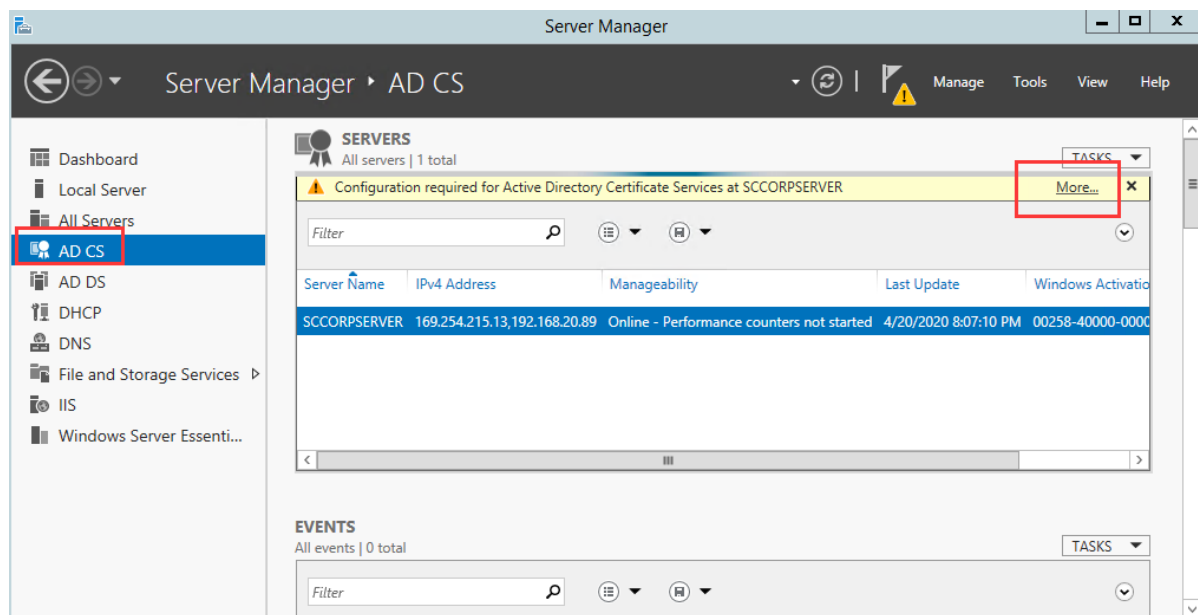 Server Manager
Server Manager ‣ AD CS
Manage Tools View Help
Dashboard
Local Server
All Servers
AD CS
AD DS
DHCP
DNS
File and Storage Services
IIS
Windows Server Essenti...
SERVERS
All servers | 1 total
TASKS
Configuration required for Active Directory Certificate Services at SCCORPSERVER More...
Filter
Server Name IPv4 Address Manageability Last Update Windows Activatio
SCCORPSERVER 169.254.215.13,192.168.20.89 Online - Performance counters not started 4/20/2020 8:07:10 PM 00258-40000-0000
EVENTS
All events | 0 total
TASKS
Filter